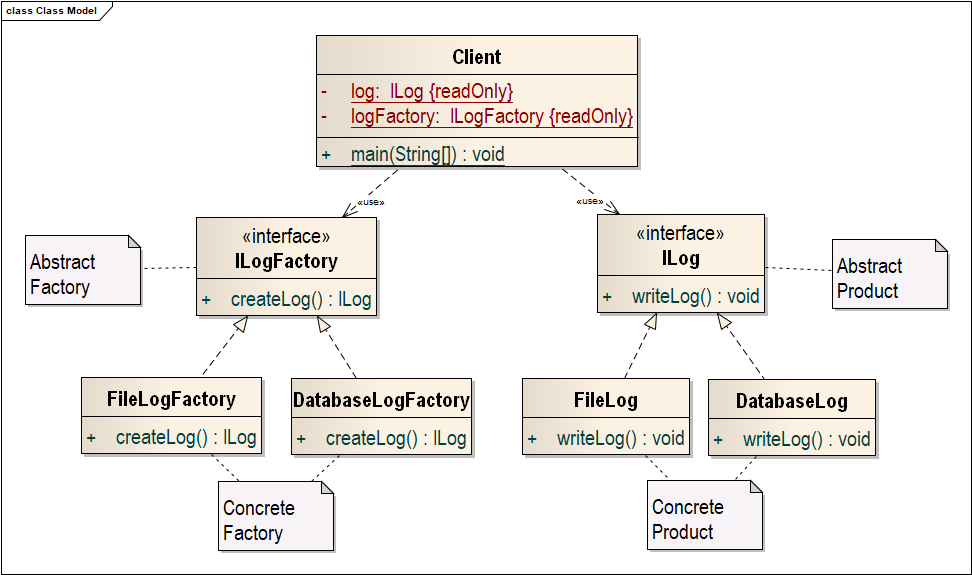 class Class Model
Client
- log: ILog {readOnly}
- logFactory: ILogFactory {readOnly}
+ main(String[]) : void
«use»
«use»
«interface»
ILogFactory
+ createLog() : ILog
«interface»
ILog
+ writeLog() : void
Abstract
Factory
Abstract
Product
FileLogFactory
+ createLog() : ILog
DatabaseLogFactory
+ createLog() : ILog
FileLog
+ writeLog() : void
DatabaseLog
+ writeLog() : void
Concrete
Factory
Concrete
Product